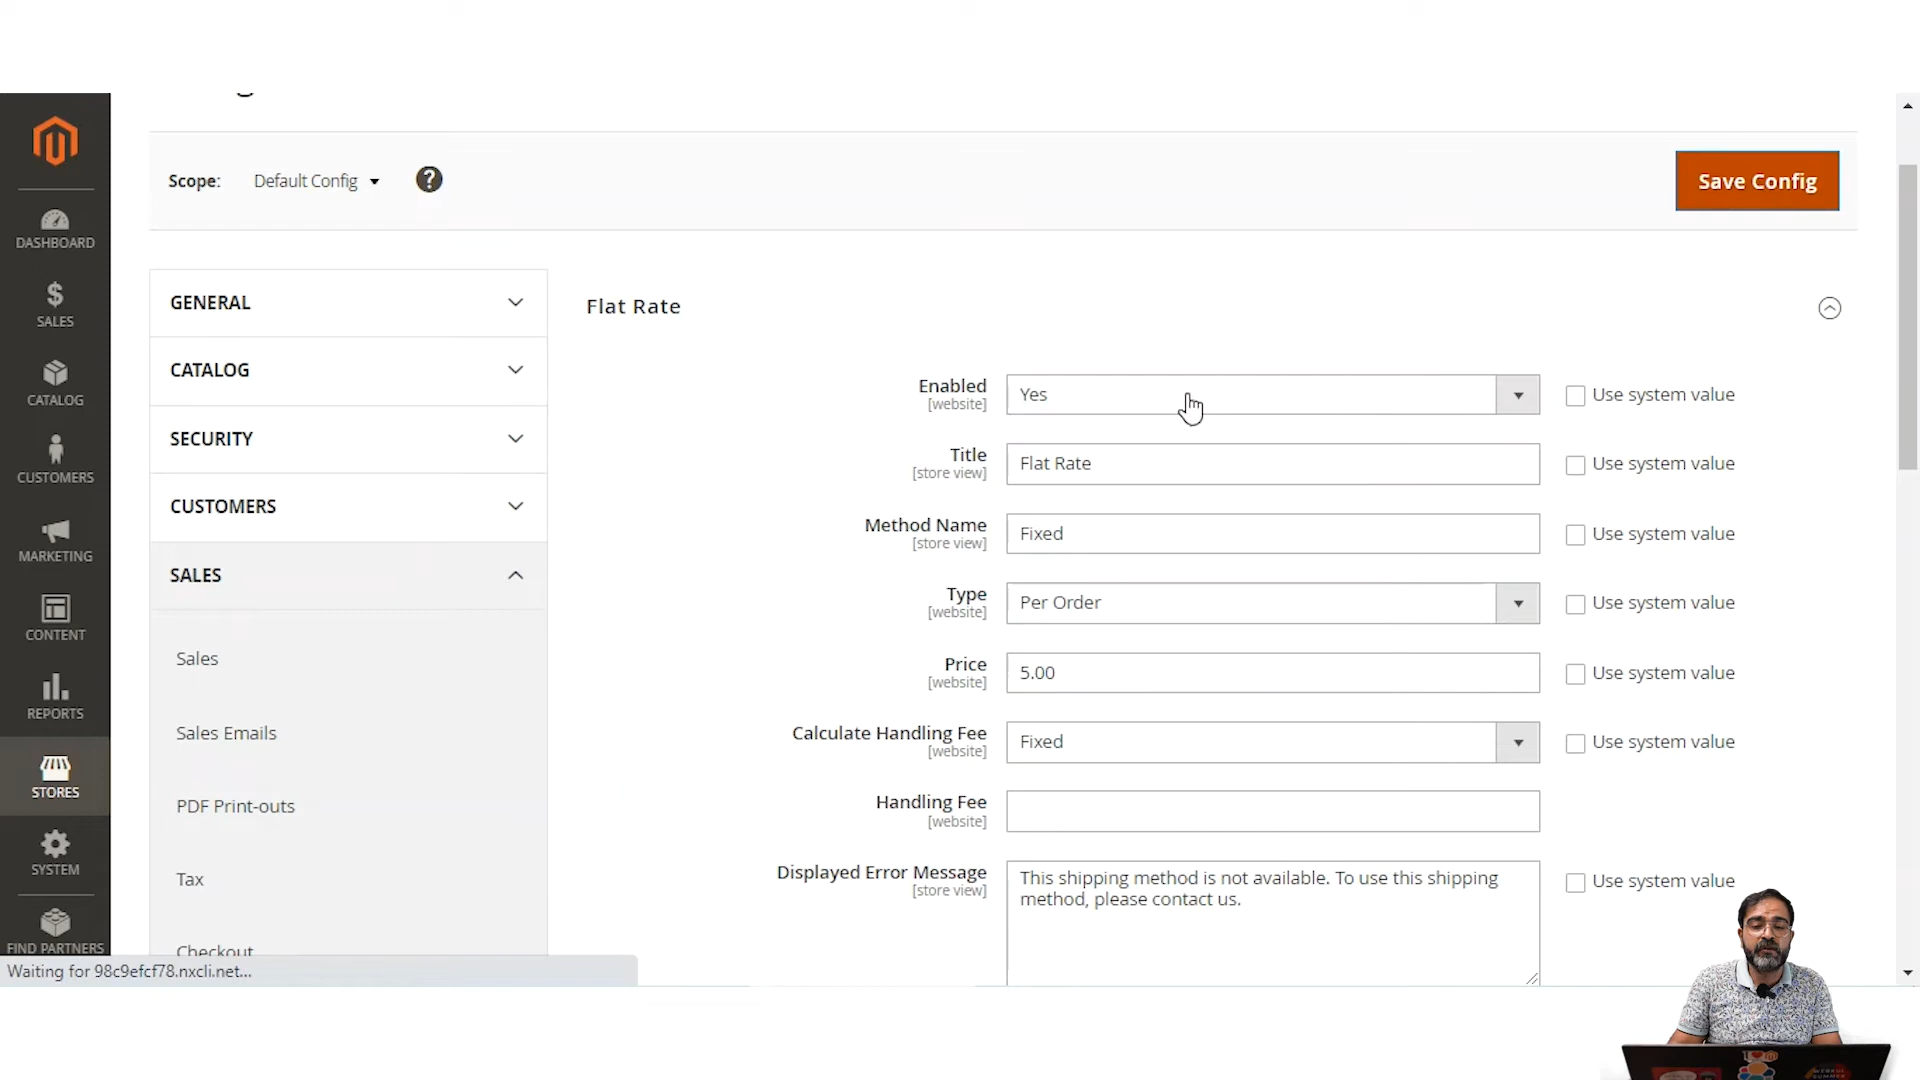 Scope:
Default Config
?
Save Config
DASHBOARD
SALES
CATALOG
CUSTOMERS
MARKETING
CONTENT
REPORTS
STORES
SYSTEM
FIND PARTNERS
GENERAL
CATALOG
SECURITY
CUSTOMERS
SALES
Sales
Sales Emails
PDF Print-outs
Tax
Checkout
Flat Rate
Enabled
[website]
Yes
Use system value
Title
[store view]
Flat Rate
Use system value
Method Name
[store view]
Fixed
Use system value
Type
[website]
Per Order
Use system value
Price
[website]
5.00
Use system value
Calculate Handling Fee
[website]
Fixed
Use system value
Handling Fee
[website]
Displayed Error Message
[store view]
This shipping method is not available. To use this shipping
method, please contact us.
Use system value
Waiting for 98c9efcf78.nxcli.net...